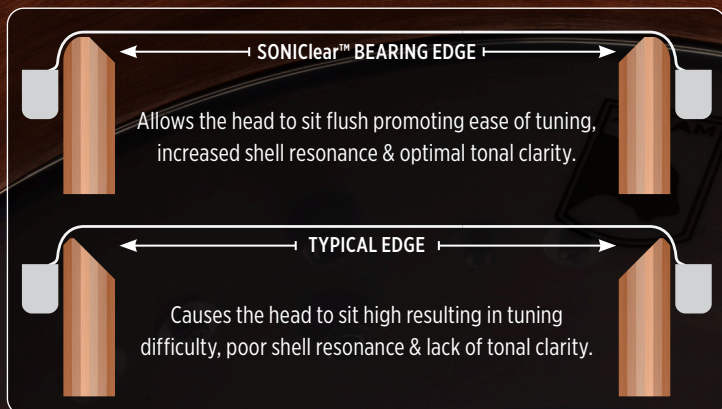 SONIClear™ BEARING EDGE
Allows the head to sit flush promoting ease of tuning,
increased shell resonance & optimal tonal clarity.
TYPICAL EDGE
Causes the head to sit high resulting in tuning
difficulty, poor shell resonance & lack of tonal clarity.